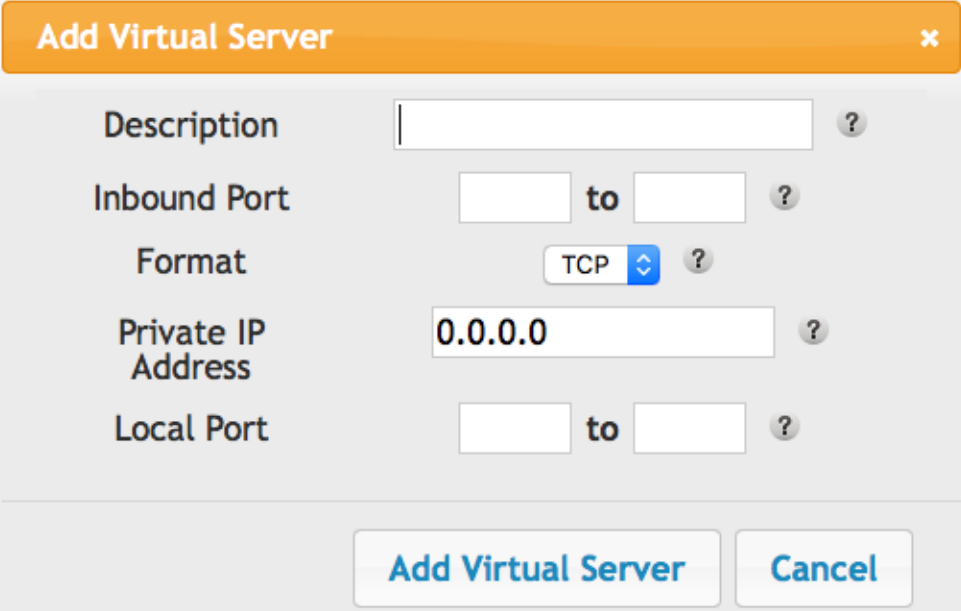 Add Virtual Server ×
Description ?
Inbound Port to ?
Format TCP ?
Private IP 0.0.0.0 ?
Address
Local Port to ?
Add Virtual Server Cancel